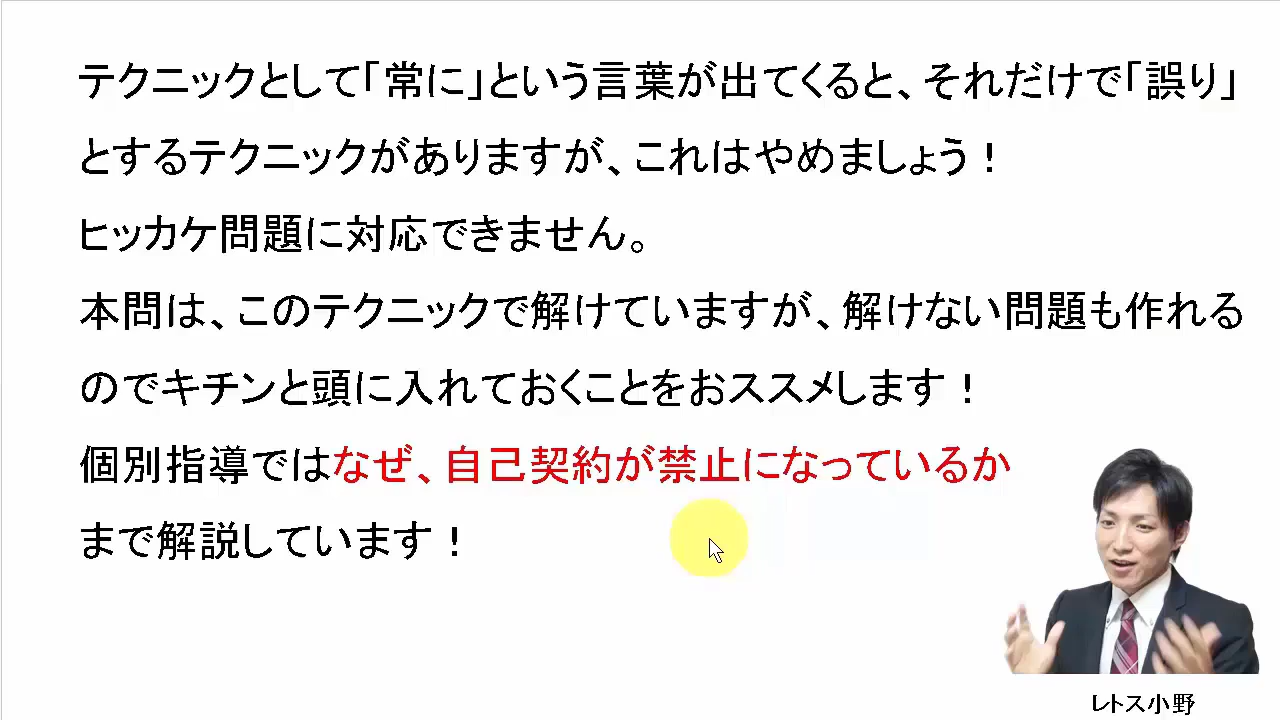 テクニックとして「常に」という言葉が出てくると、それだけで「誤り」
とするテクニックがありますが、これはやめましょう！
ヒッカケ問題に対応できません。
本問は、このテクニックで解けていますが、解けない問題も作れる
のでキチンと頭に入れておくことをおススメします！
個別指導ではなぜ、自己契約が禁止になっているか
まで解説しています！
レトス小野